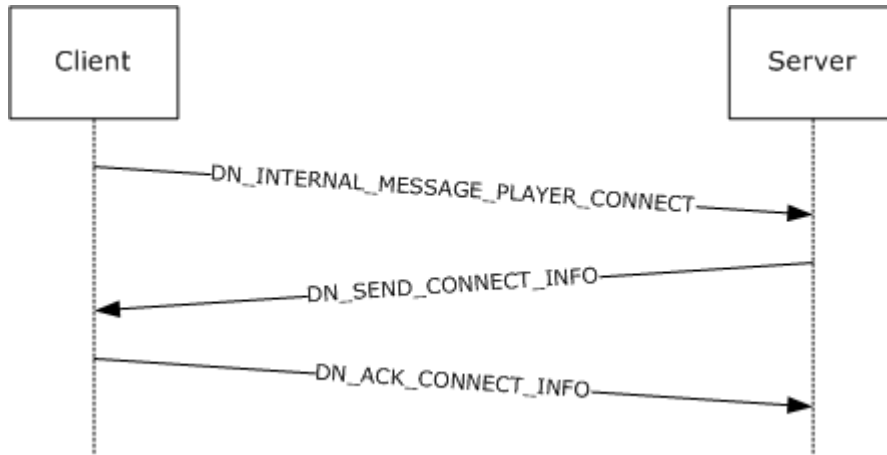 Client
Server
DN_INTERNAL_MESSAGE_PLAYER_CONNECT
DN_SEND_CONNECT_INFO
DN_ACK_CONNECT_INFO